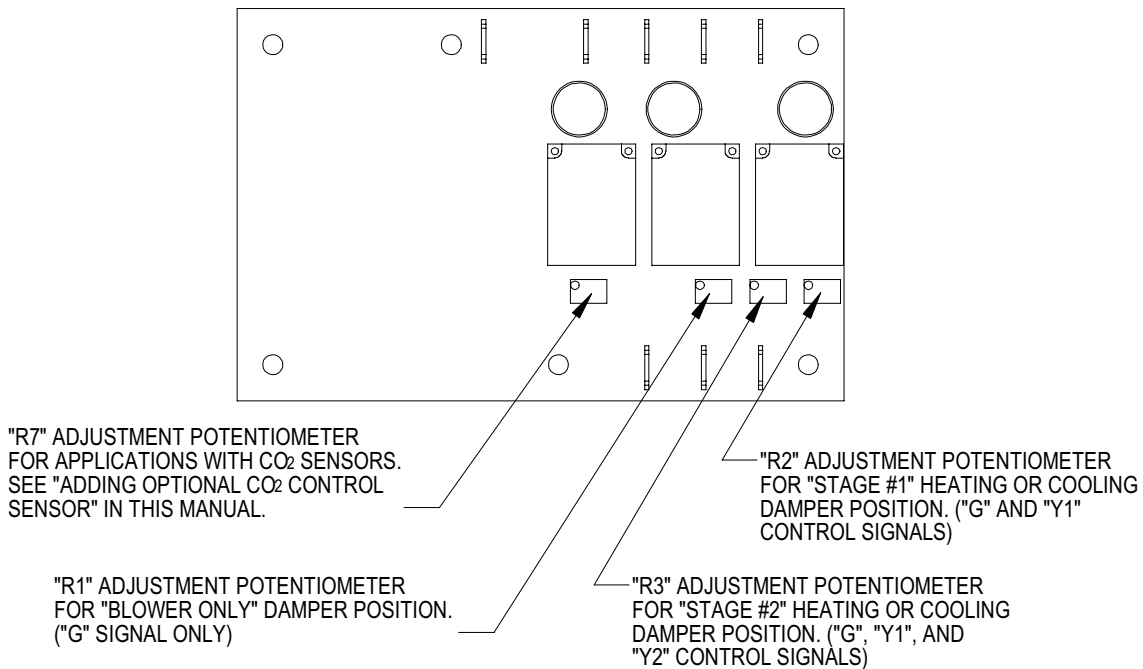 "R7" ADJUSTMENT POTENTIOMETER
FOR APPLICATIONS WITH CO2 SENSORS.
SEE "ADDING OPTIONAL CO2 CONTROL
SENSOR" IN THIS MANUAL.
"R2" ADJUSTMENT POTENTIOMETER
FOR "STAGE #1" HEATING OR COOLING
DAMPER POSITION. ("G" AND "Y1"
CONTROL SIGNALS)
"R1" ADJUSTMENT POTENTIOMETER
FOR "BLOWER ONLY" DAMPER POSITION.
("G" SIGNAL ONLY)
"R3" ADJUSTMENT POTENTIOMETER
FOR "STAGE #2" HEATING OR COOLING
DAMPER POSITION. ("G", "Y1", AND
"Y2" CONTROL SIGNALS)